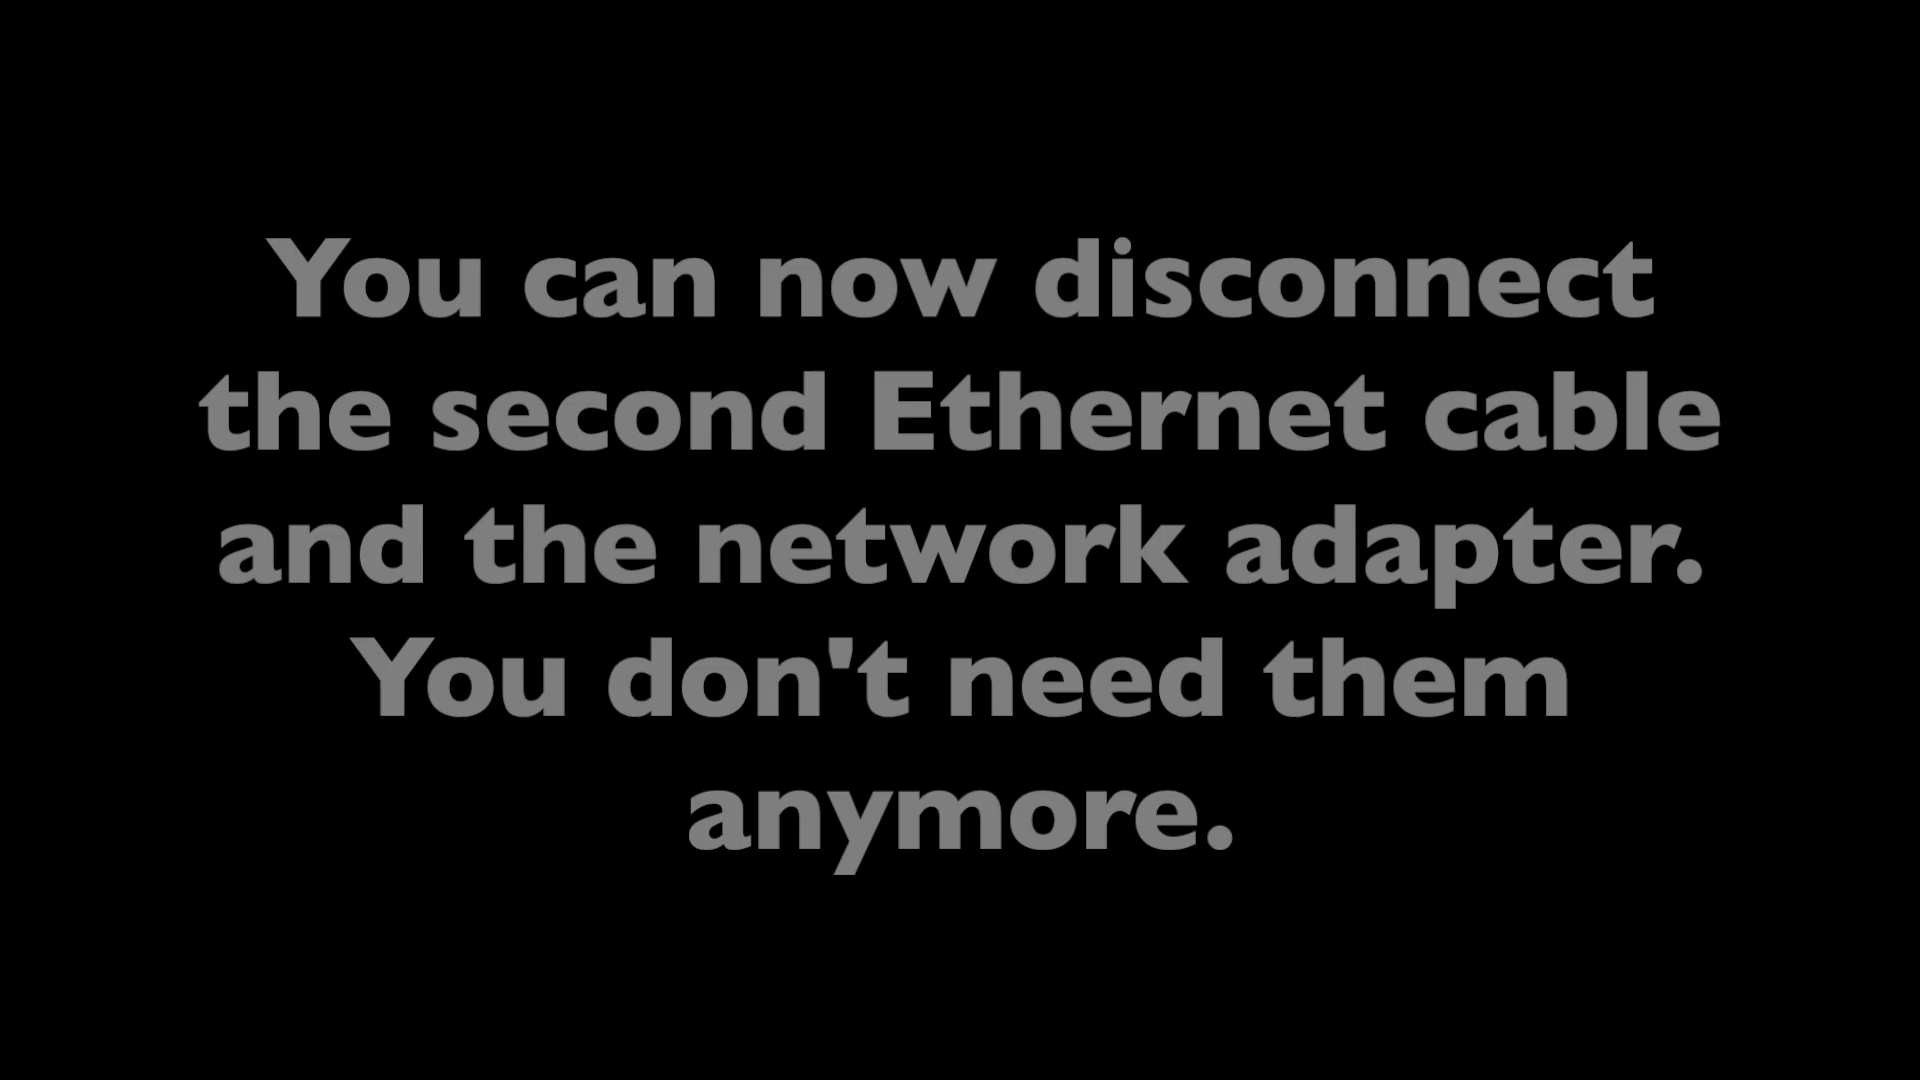 You can now disconnect
the second Ethernet cable
and the network adapter.
You don't need them
anymore.